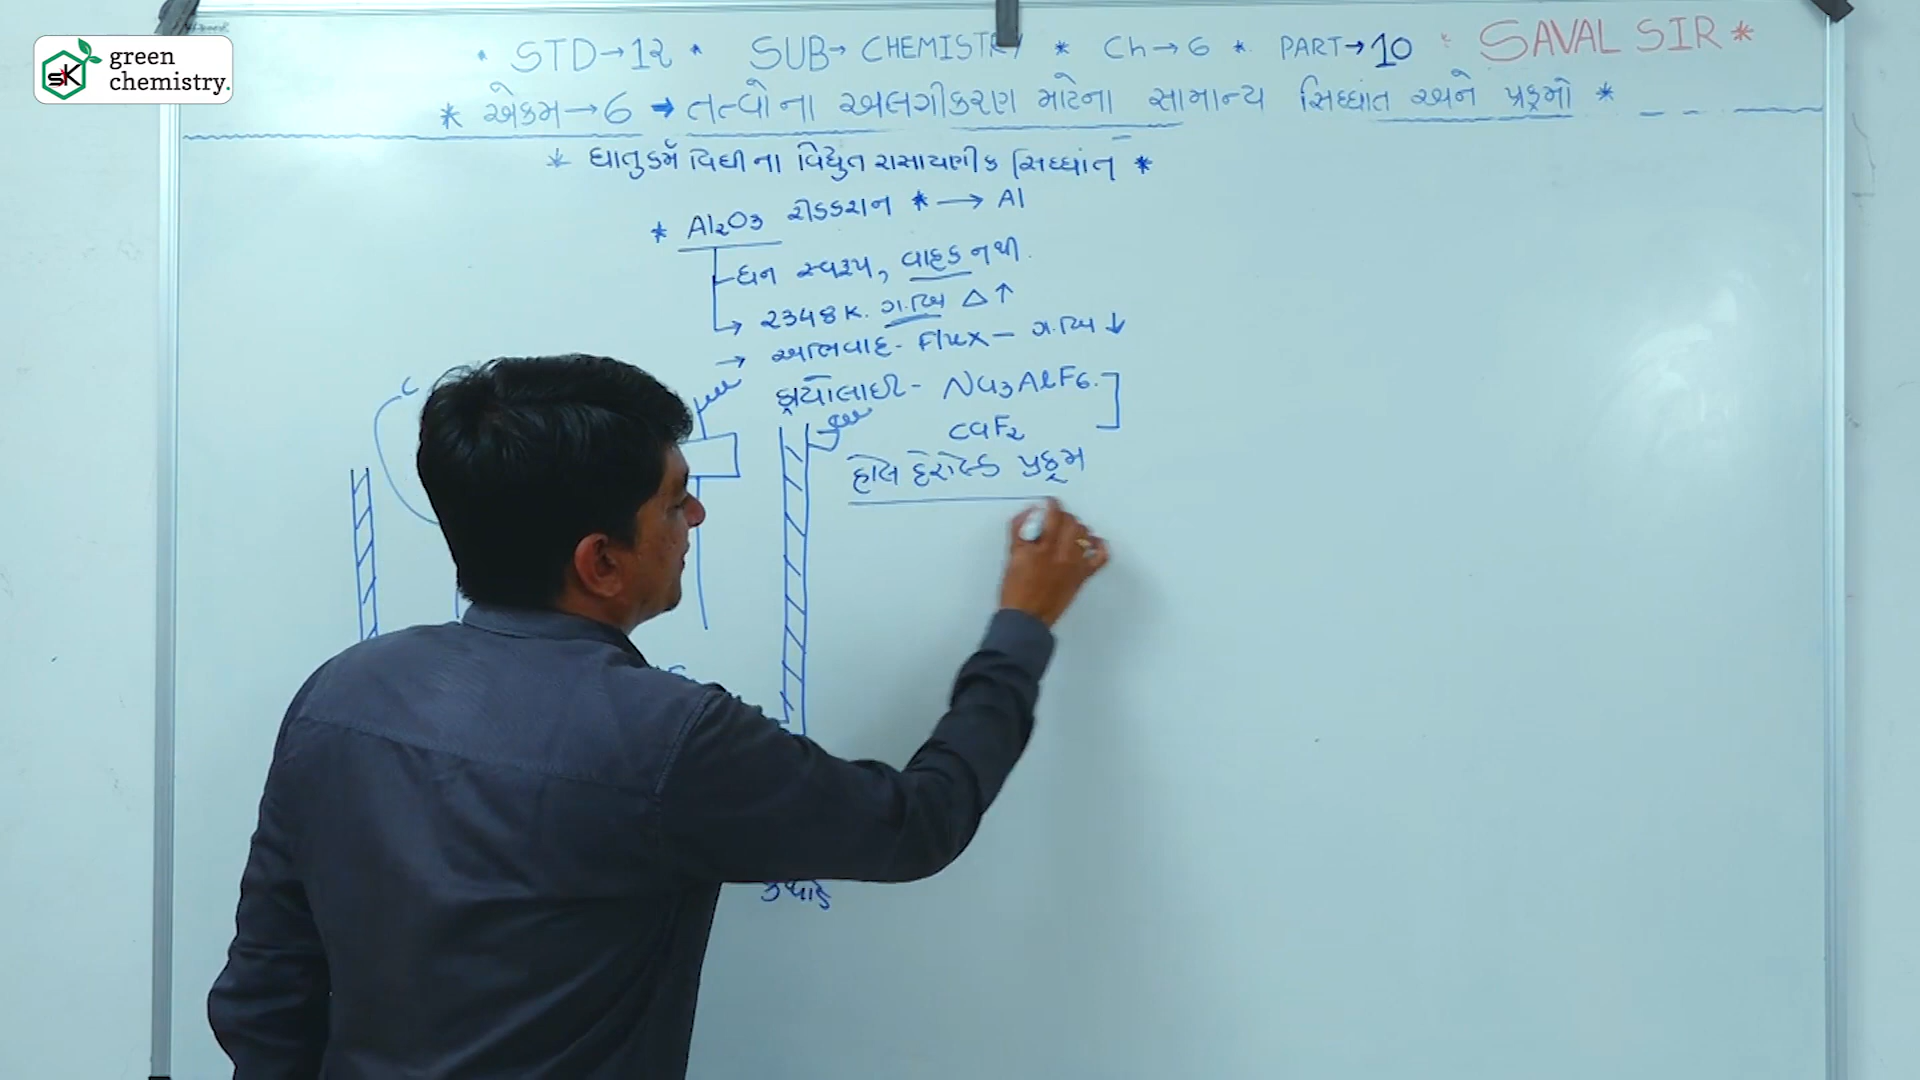 green
chemistry.
SK
* STD→12 * SUB→ CHEMISTRY * Ch→6 * PART→10 * SAVAL SIR *
* એકમ→6 → તત્વોના અલગીકરણ માટેના સામાન્ય સિધ્ધાંત અને પ્રક્રમો *
* ધાતુકર્મ વિધીના વિદ્યુત રાસાયણીક સિધ્ધાંત *
* Al2O3 રીડક્શન * → Al
ઘન સ્વરૂપ, વાહક નથી.
→ 2348 K. ગ.બિં △ ↑
→ અભિવાહ - Flux - ગ.બિં ↓
ક્રાયોલાઈટ - Na3AlF6.
CaF2
હોલ હેરોલ્ડ પ્રક્રમ
કેથોડ